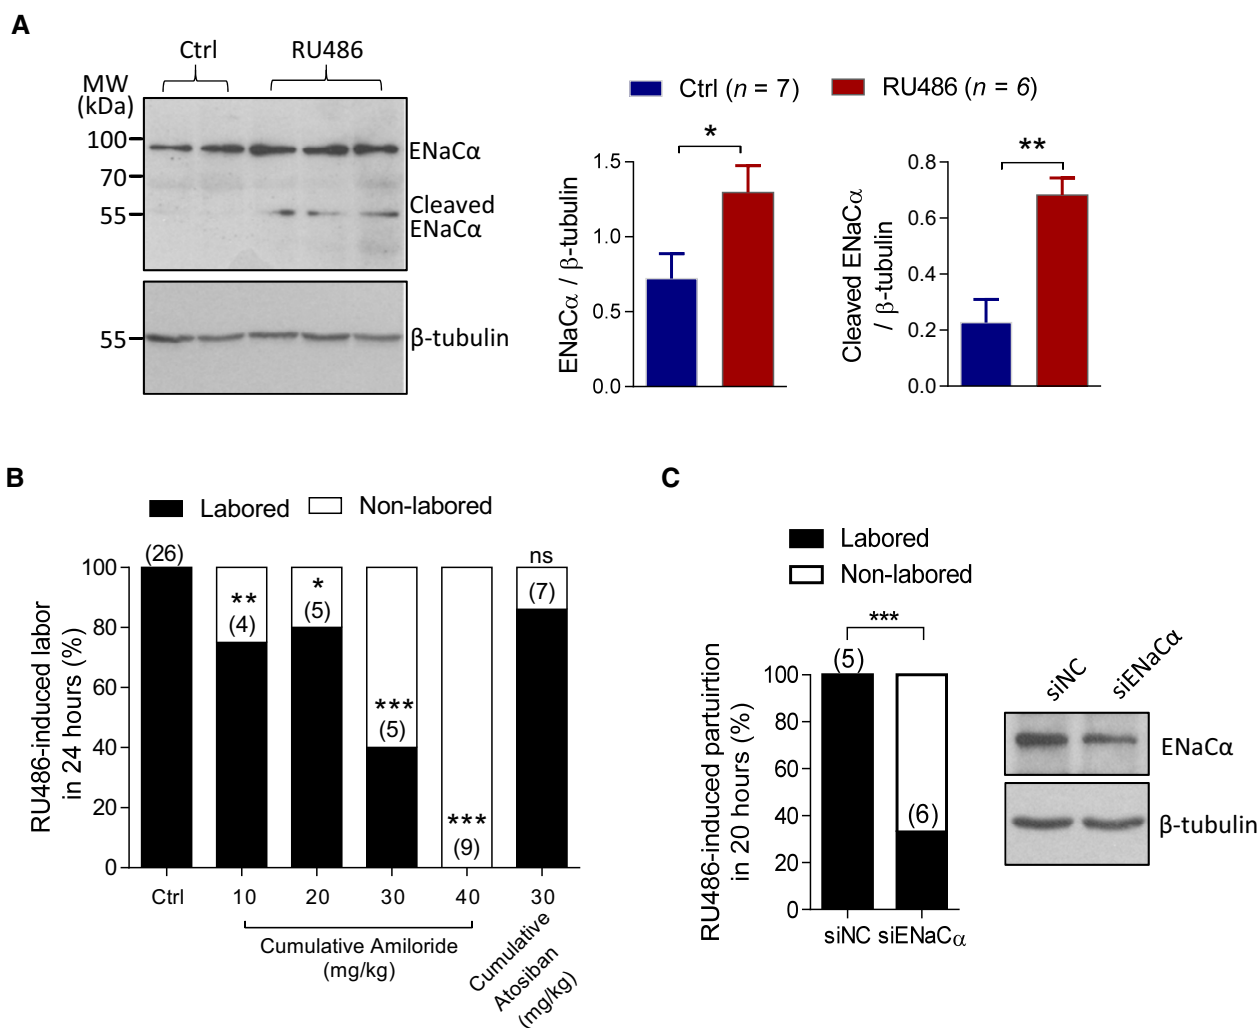 A
Ctrl RU486
MW
(kDa)
100
70
55
ENaCα
Cleaved
ENaCα
55
β-tubulin
Ctrl (n = 7) RU486 (n = 6)
*
1.5
1.0
0.5
0.0
ENaCα / β-tubulin
**
0.8
0.6
0.4
0.2
0
Cleaved ENaCα
/ β-tubulin
B
Labored Non-labored
RU486-induced labor
in 24 hours (%)
100
80
60
40
20
0
(26)
**
(4)
*
(5)
***
(5)
***
(9)
ns
(7)
Ctrl 10 20 30 40 30
Cumulative Amiloride
(mg/kg)
Cumulative
Atosiban
(mg/kg)
C
Labored
Non-labored
***
RU486-induced partuirtion
in 20 hours (%)
100
80
60
40
20
0
(5)
(6)
siNC siENaCα
siNC siENaCα
ENaCα
β-tubulin